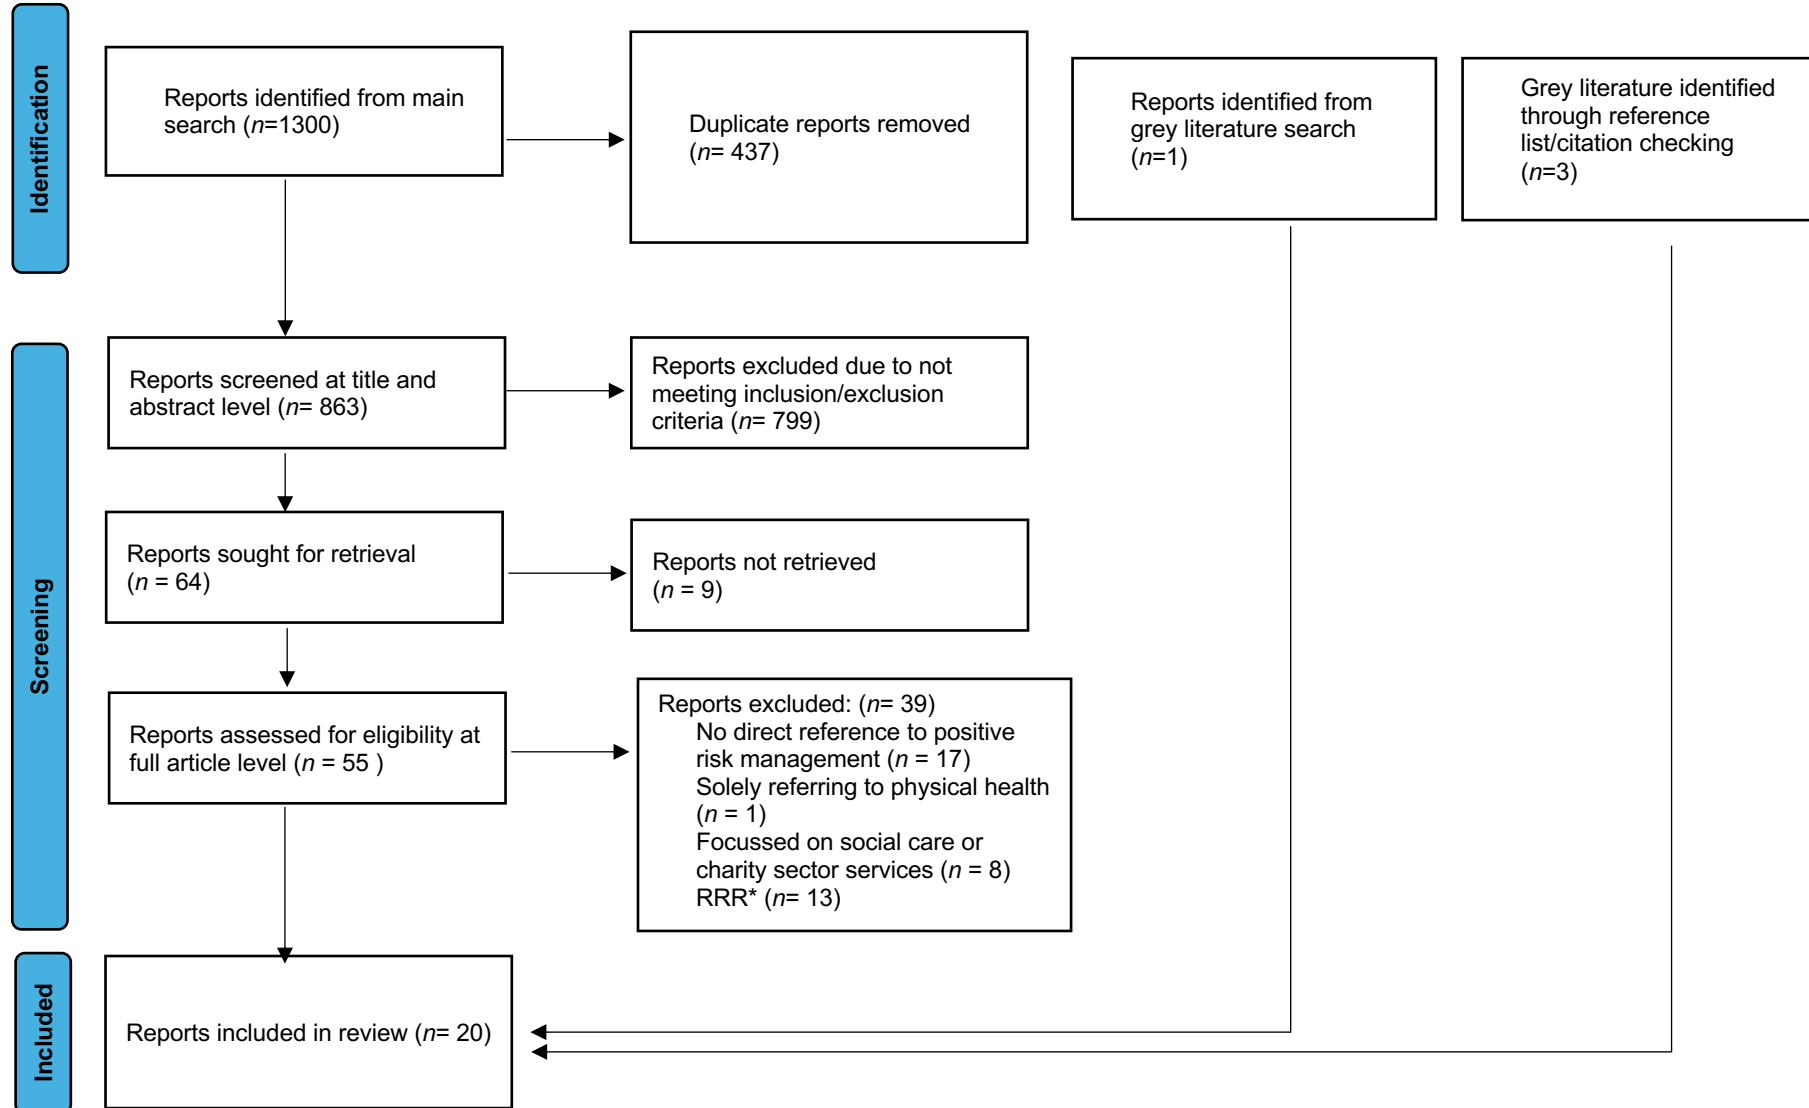 Identification
Reports identified from main
search (n=1300)
Duplicate reports removed
(n= 437)
Reports identified from
grey literature search
(n=1)
Grey literature identified
through reference
list/citation checking
(n=3)
Screening
Reports screened at title and
abstract level (n= 863)
Reports excluded due to not
meeting inclusion/exclusion
criteria (n= 799)
Reports sought for retrieval
(n = 64)
Reports not retrieved
(n = 9)
Reports assessed for eligibility at
full article level (n = 55 )
Reports excluded: (n= 39)
No direct reference to positive
risk management (n = 17)
Solely referring to physical health
(n = 1)
Focussed on social care or
charity sector services (n = 8)
RRR* (n= 13)
Included
Reports included in review (n= 20)